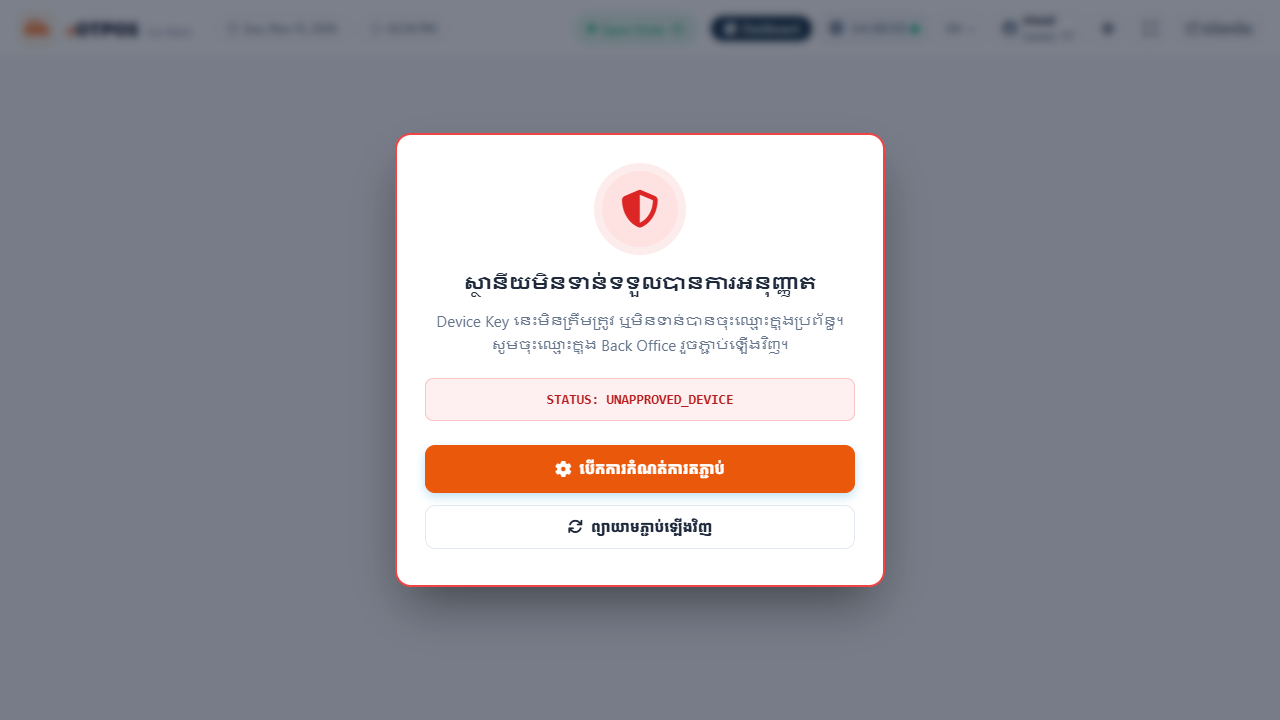 ស្ថានីយមិនទាន់ទទួលបានការអនុញ្ញាត
Device Key នេះមិនត្រឹមត្រូវ ឬមិនទាន់បានចុះឈ្មោះក្នុងប្រព័ន្ធ។
សូមចុះឈ្មោះក្នុង Back Office រួចភ្ជាប់ឡើងវិញ។
STATUS: UNAPPROVED_DEVICE
បើកការកំណត់ការតភ្ជាប់
ព្យាយាមភ្ជាប់ឡើងវិញ